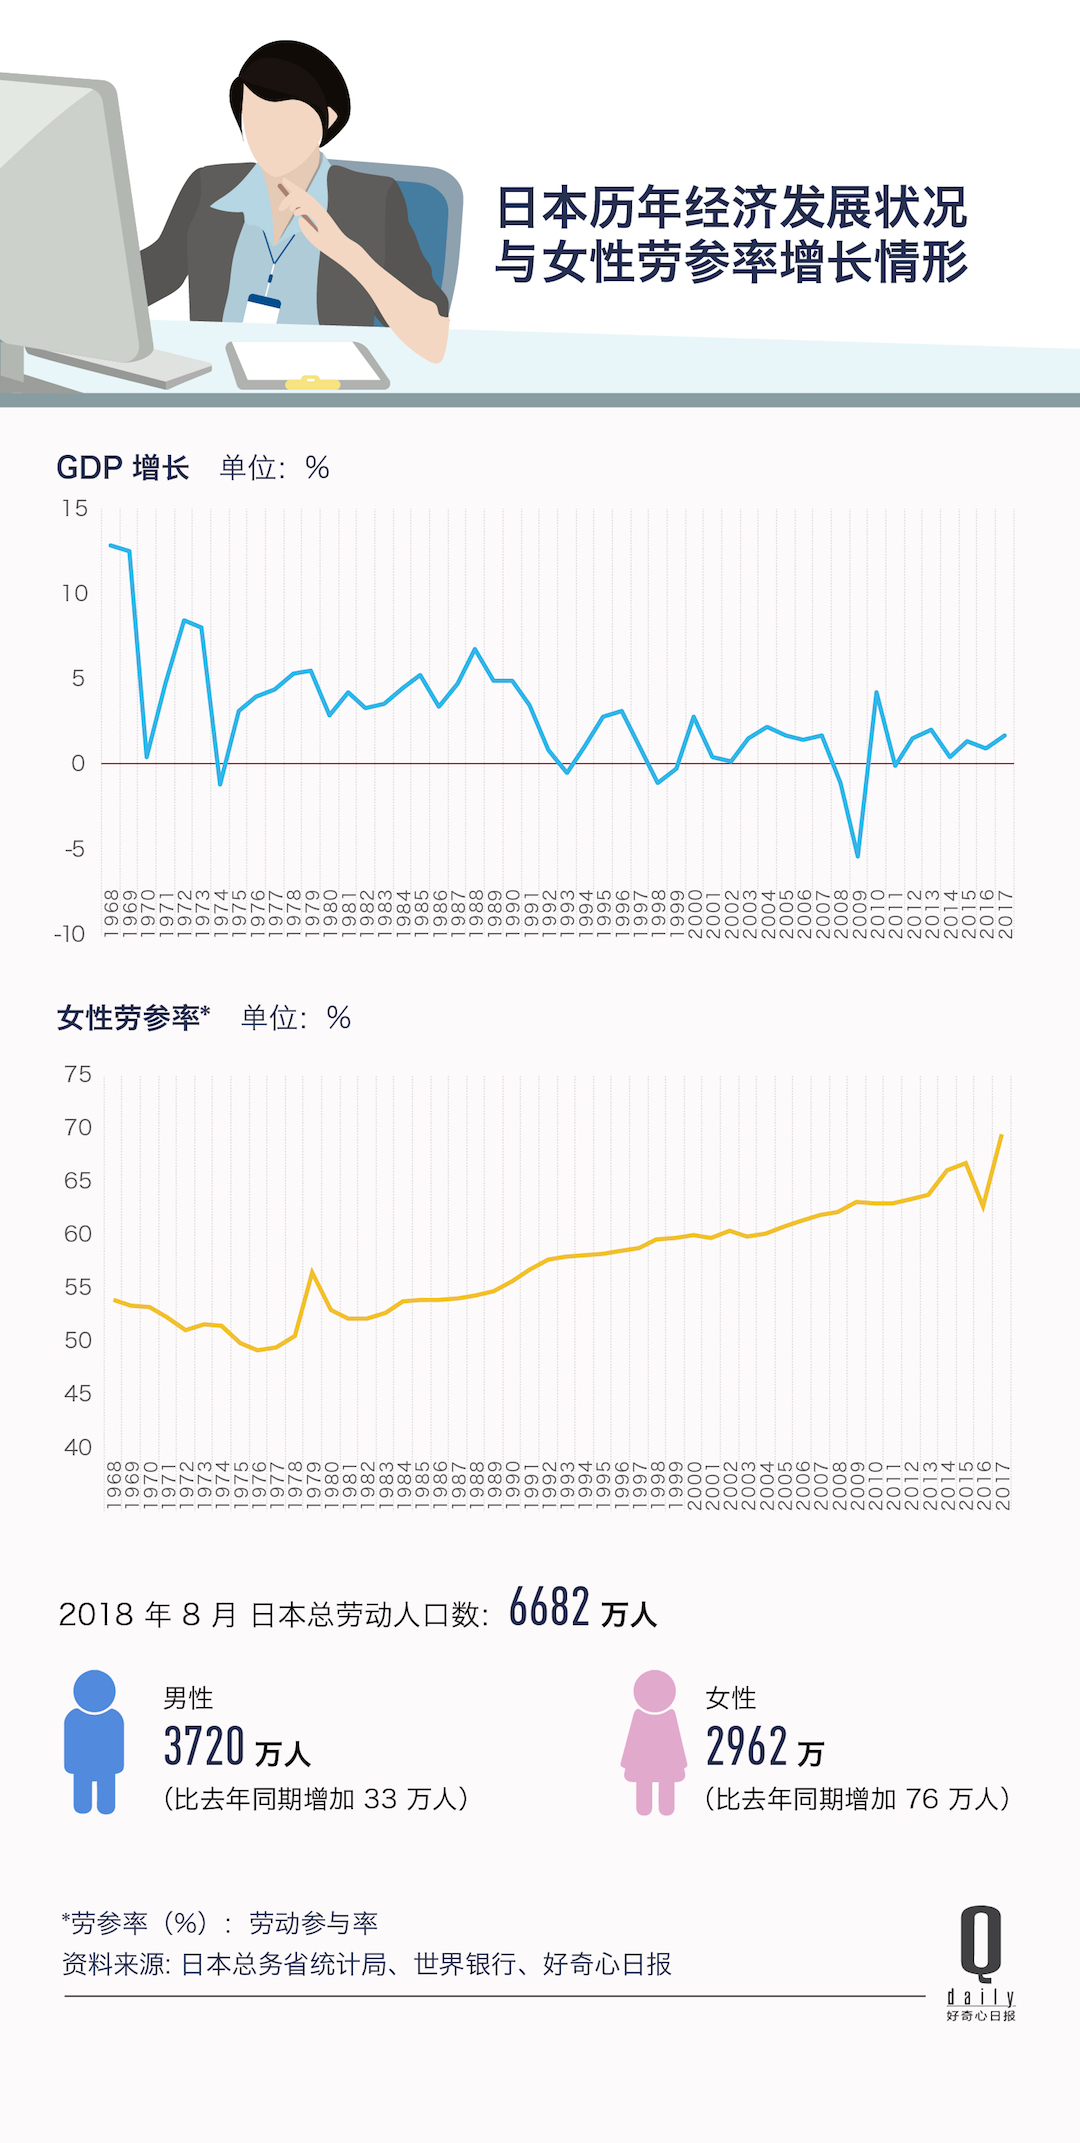 日本历年经济发展状况
与女性劳参率增长情形
GDP 增长 单位：%
15
10
5
0
-5
-10
1968 1969 1970 1971 1972 1973 1974 1975 1976 1977 1978 1979 1980 1981 1982 1983 1984 1985 1986 1987 1988 1989 1990 1991 1992 1993 1994 1995 1996 1997 1998 1999 2000 2001 2002 2003 2004 2005 2006 2007 2008 2009 2010 2011 2012 2013 2014 2015 2016 2017
女性劳参率* 单位：%
75
70
65
60
55
50
45
40
1968 1969 1970 1971 1972 1973 1974 1975 1976 1977 1978 1979 1980 1981 1982 1983 1984 1985 1986 1987 1988 1989 1990 1991 1992 1993 1994 1995 1996 1997 1998 1999 2000 2001 2002 2003 2004 2005 2006 2007 2008 2009 2010 2011 2012 2013 2014 2015 2016 2017
2018 年 8 月 日本总劳动人口数：6682 万人
男性
3720 万人
（比去年同期增加 33 万人）
女性
2962 万
（比去年同期增加 76 万人）
*劳参率（%）：劳动参与率
资料来源: 日本总务省统计局、世界银行、好奇心日报
Q
daily
好奇心日报